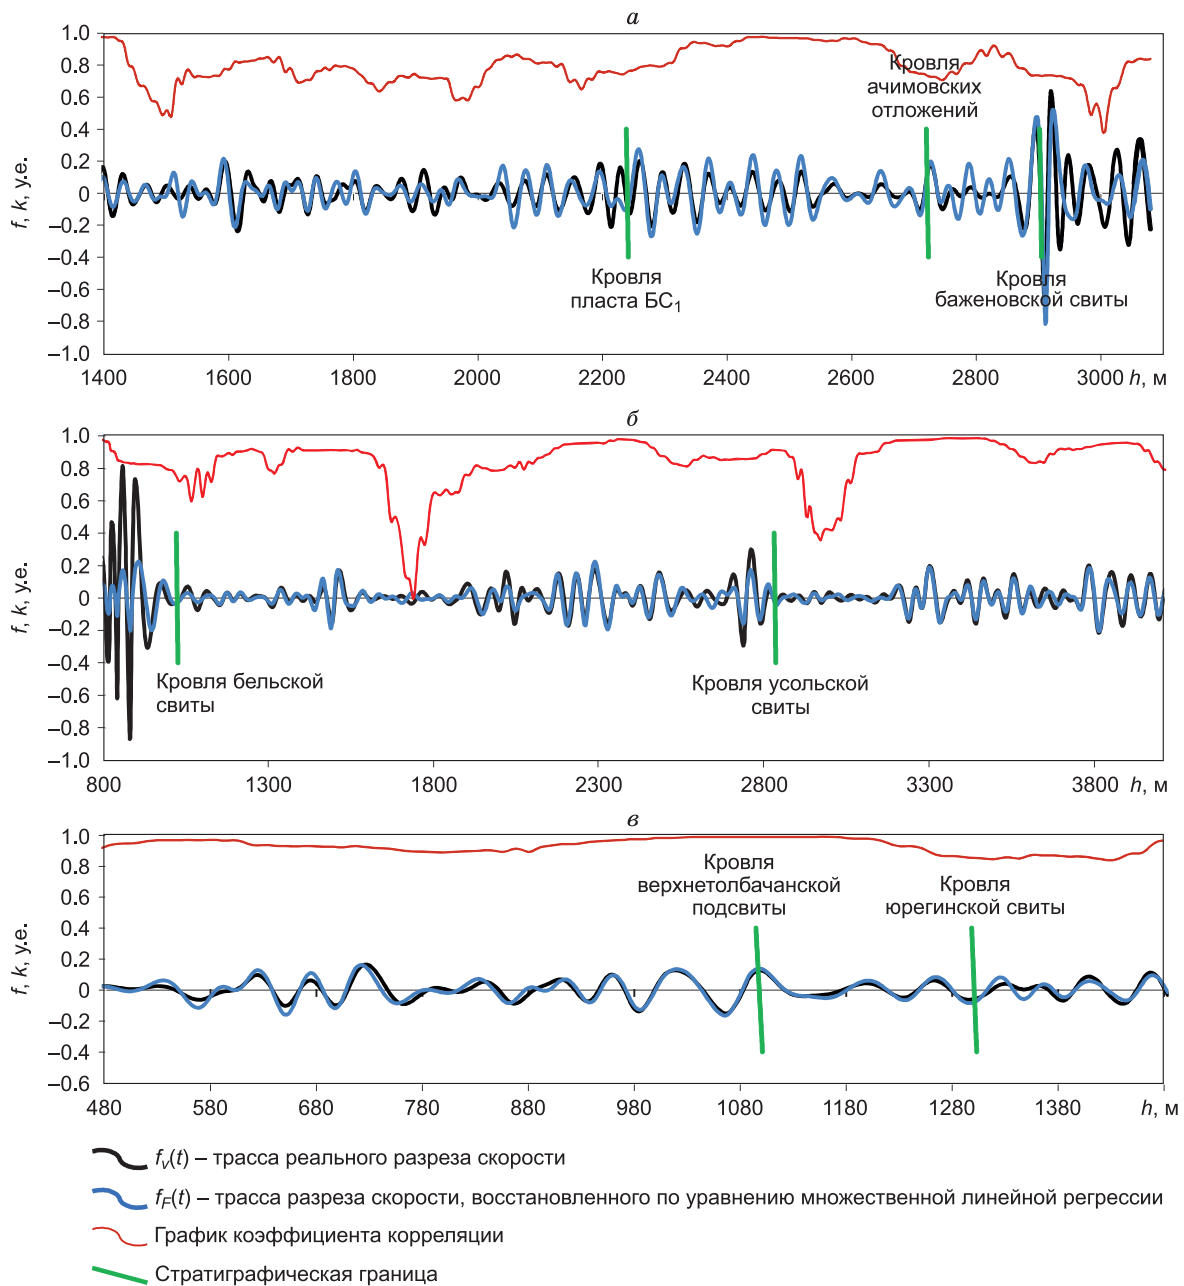 а
1.0
0.8
0.6
0.4
0.2
0
–0.2
–0.4
–0.6
–0.8
–1.0
f, k, у.е.
Кровля
ачимовских
отложений
Кровля
пласта БС1
Кровля
баженовской свиты
1400 1600 1800 2000 2200 2400 2600 2800 3000 h, м
б
1.0
0.8
0.6
0.4
0.2
0
–0.2
–0.4
–0.6
–0.8
–1.0
f, k, у.е.
Кровля бельской
свиты
Кровля усольской
свиты
800 1300 1800 2300 2800 3300 3800 h, м
в
1.0
0.8
0.6
0.4
0.2
0
–0.2
–0.4
–0.6
f, k, у.е.
Кровля
верхнетолбачанской
подсвиты
Кровля
юрегинской свиты
480 580 680 780 880 980 1080 1180 1280 1380 h, м
fv(t) – трасса реального разреза скорости
fF(t) – трасса разреза скорости, восстановленного по уравнению множественной линейной регрессии
График коэффициента корреляции
Стратиграфическая граница